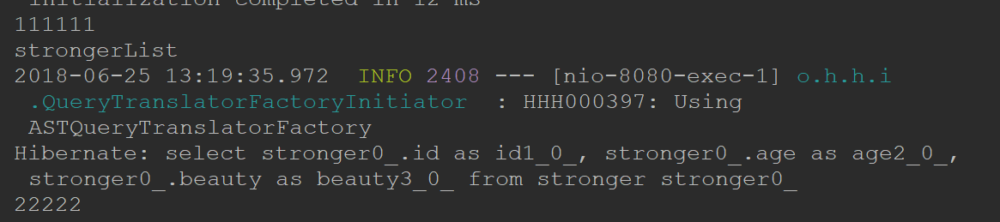 initialization completed in 12 ms
111111
strongerList
2018-06-25 13:19:35.972  INFO 2408 --- [nio-8080-exec-1] o.h.h.i
.QueryTranslatorFactoryInitiator  : HHH000397: Using
ASTQueryTranslatorFactory
Hibernate: select stronger0_.id as id1_0_, stronger0_.age as age2_0_,
stronger0_.beauty as beauty3_0_ from stronger stronger0_
22222